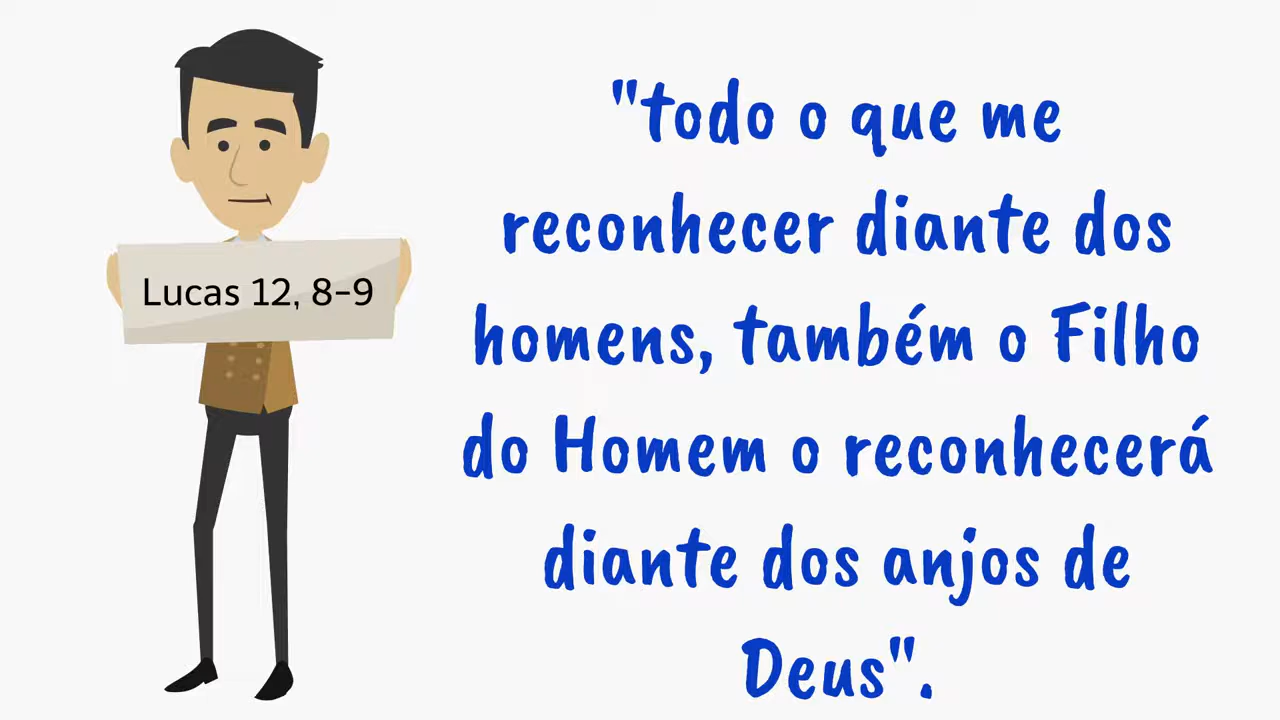 Lucas 12, 8-9
"todo o que me
reconhecer diante dos
homens, também o Filho
do Homem o reconhecerá
diante dos anjos de
Deus".